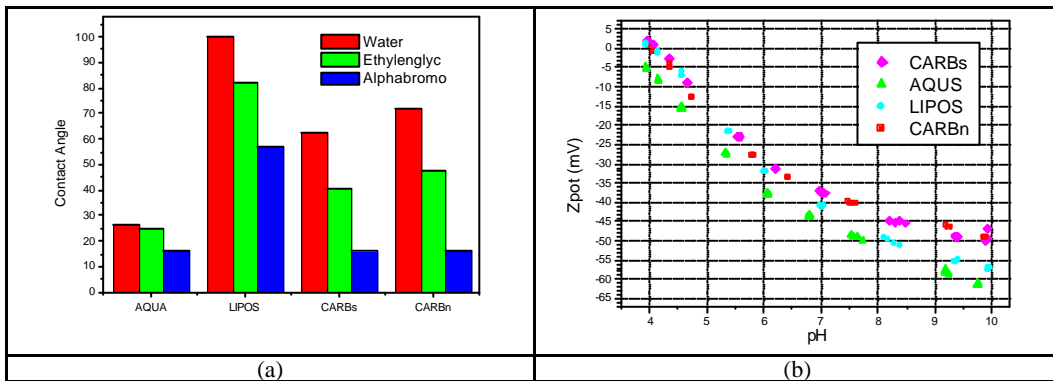 Contact Angle
100
90
80
70
60
50
40
30
20
10
0
Water
Ethylenglyc
Alphabromo
AQUA LIPOS CARBs CARBn
(a)
Zpot (mV)
5
0
-5
-10
-15
-20
-25
-30
-35
-40
-45
-50
-55
-60
-65
CARBs
AQUS
LIPOS
CARBn
4 5 6 7 8 9 10
pH
(b)